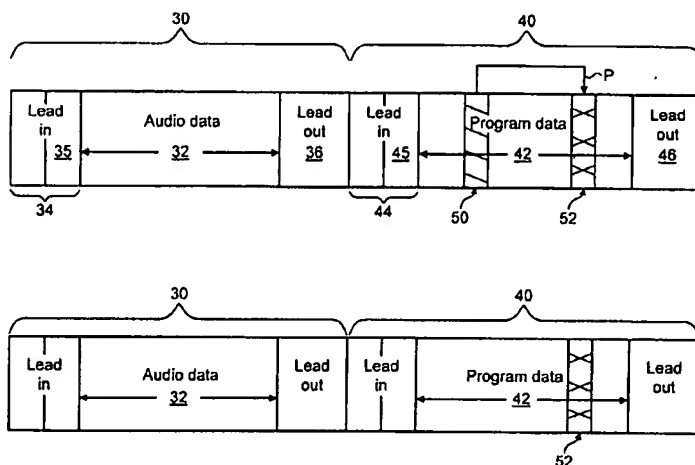 30 40
P
Lead in 35
Audio data 32
Lead out 36
Lead in 45
Program data 42
Lead out 46
34 44 50 52
30 40
Lead in
Audio data 32
Lead out
Lead in
Program data 42
Lead out
52